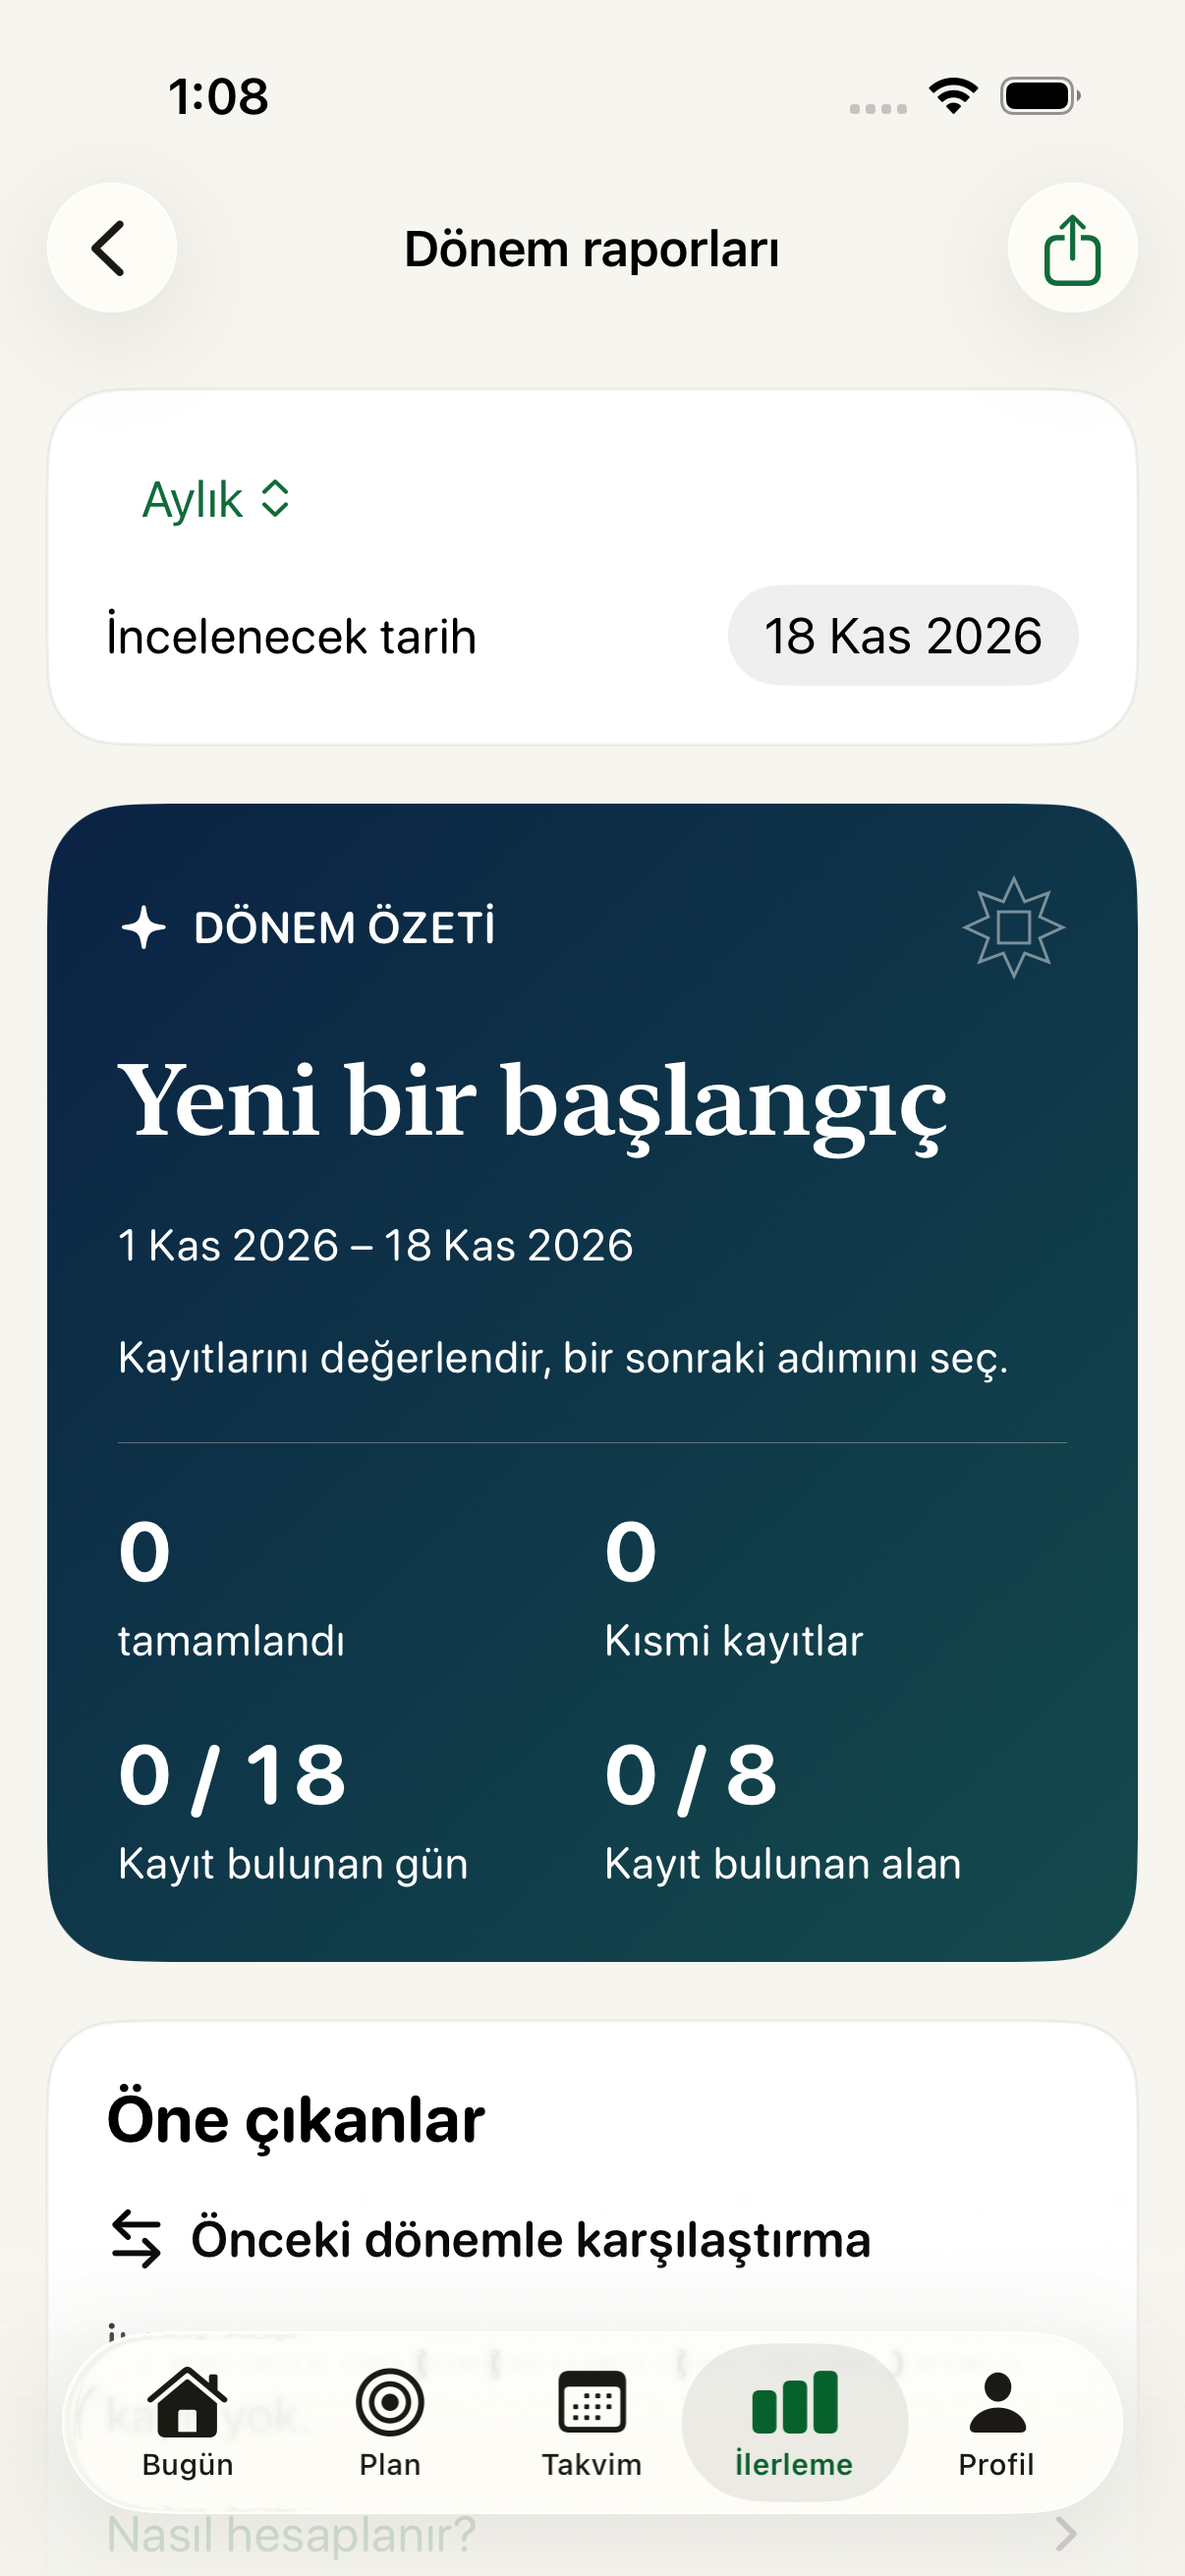 1:08
Dönem raporları
Aylık
İncelenecek tarih
18 Kas 2026
DÖNEM ÖZETİ
Yeni bir başlangıç
1 Kas 2026 – 18 Kas 2026
Kayıtlarını değerlendir, bir sonraki adımını seç.
0
0
tamamlandı
Kısmi kayıtlar
0 / 18
0 / 8
Kayıt bulunan gün
Kayıt bulunan alan
Öne çıkanlar
Önceki dönemle karşılaştırma
yok.
Bugün
Plan
Takvim
İlerleme
Profil
Nasıl hesaplanır?